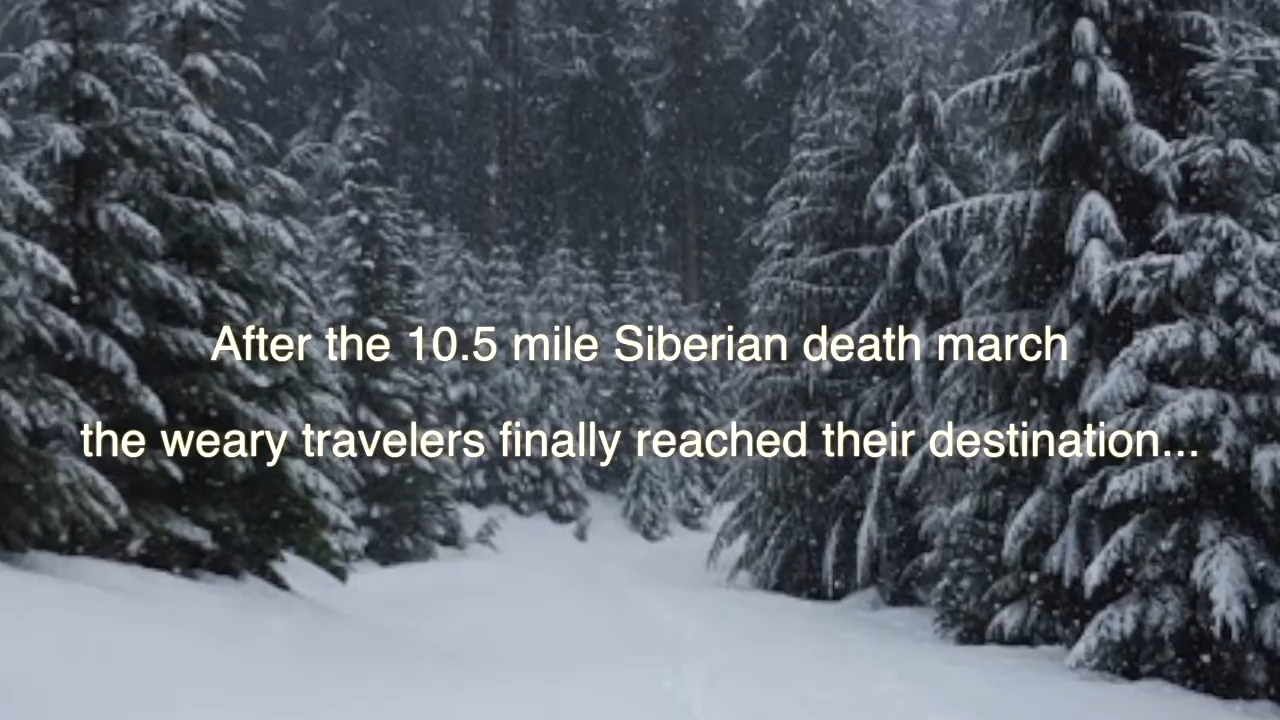 After the 10.5 mile Siberian death march
the weary travelers finally reached their destination...